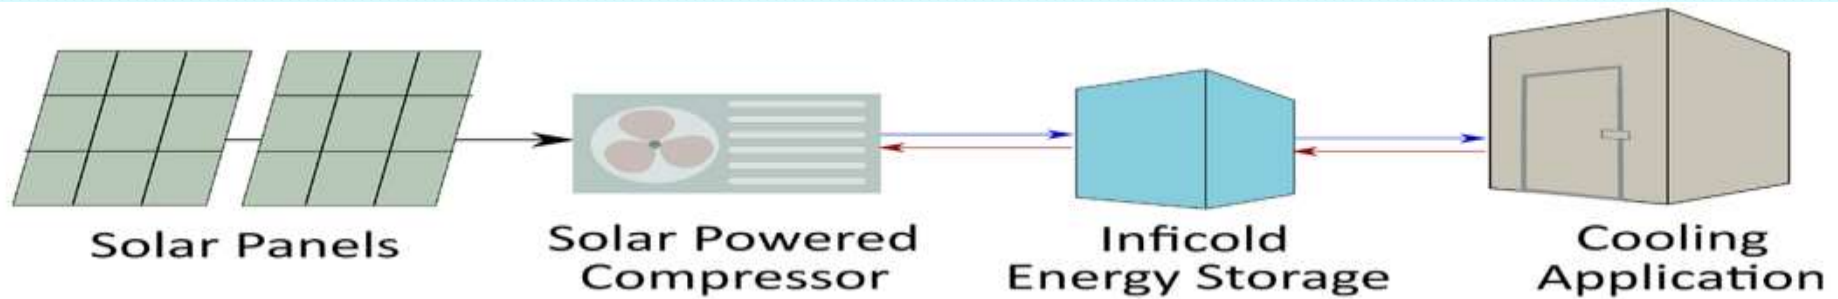 Solar Panels
Solar Powered
Compressor
Inficold
Energy Storage
Cooling
Application